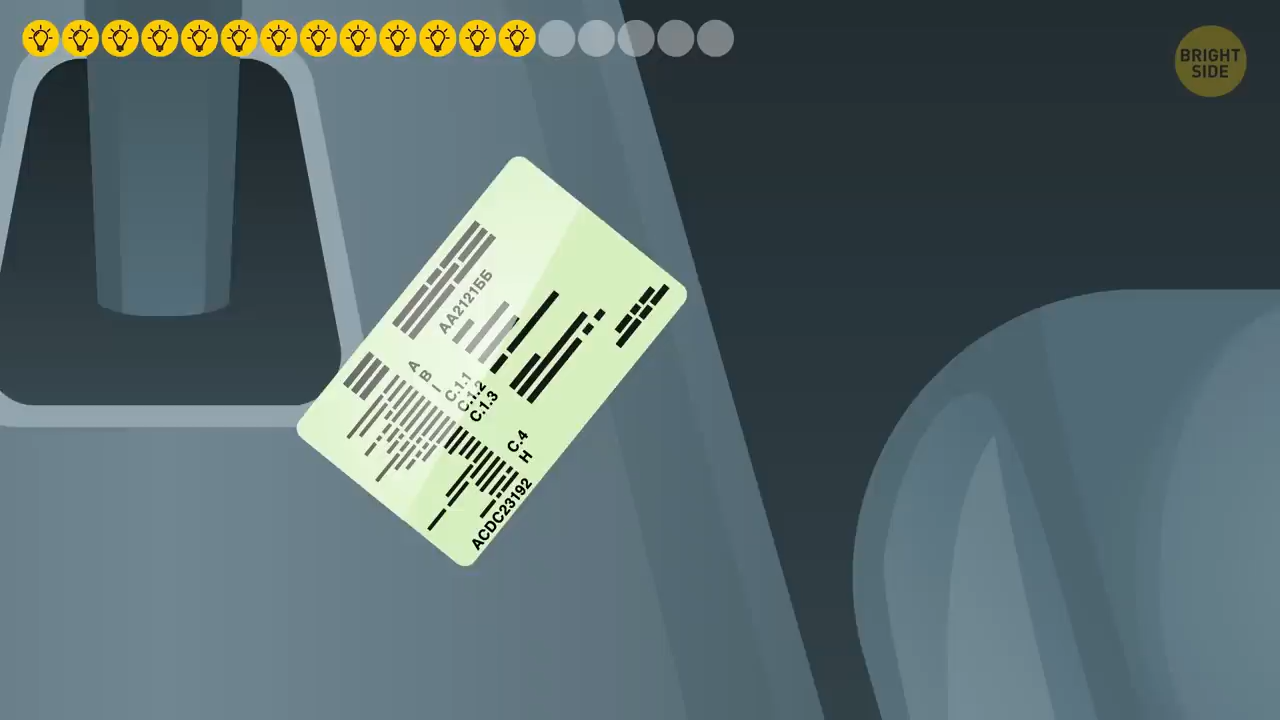 BRIGHT
SIDE
AA2121ББ
A
B
I
C.1.1
C.1.2
C.1.3
C.4
H
ACDC23192